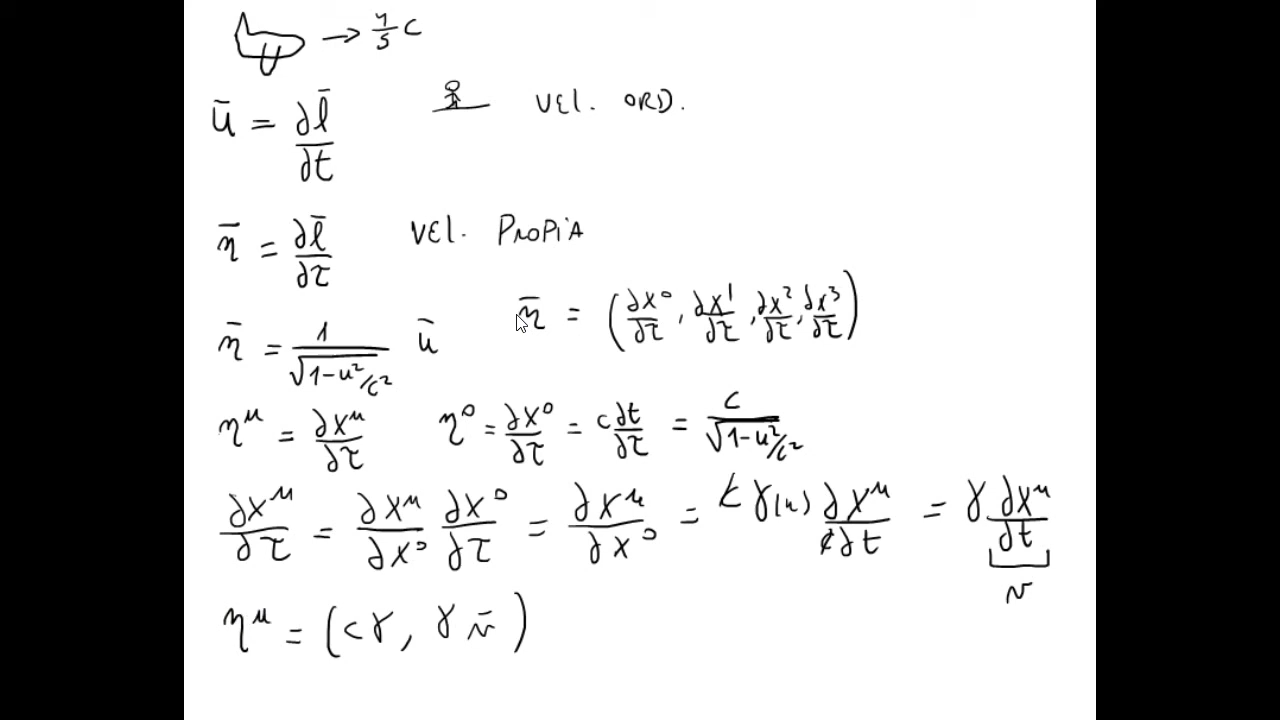 → 4/5 c
ū = ∂l̄/∂t VEL. ORD.
η̄ = ∂l̄/∂τ VEL. PROPIA
η̄ = (∂x⁰/∂τ, ∂x¹/∂τ, ∂x²/∂τ, ∂x³/∂τ)
η̄ = 1/√(1-u²/c²) ū
η^μ = ∂x^μ/∂τ η⁰ = ∂x⁰/∂τ = c ∂t/∂τ = c/√(1-u²/c²)
∂x^μ/∂τ = ∂x^μ/∂x⁰ ∂x⁰/∂τ = ∂x^μ/∂x⁰ = c̸ γ(u) ∂x^μ/c̸∂t = γ ∂x^μ/∂t
v
η^μ = (cγ, γ v̄)